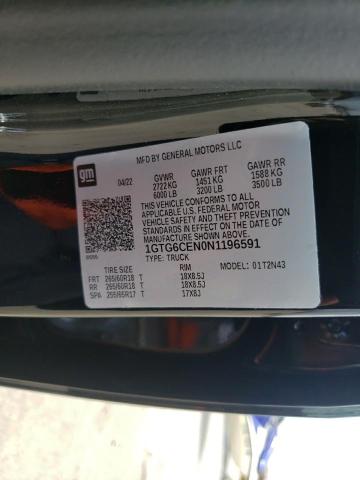 MFD BY GENERAL MOTORS LLC
gm
04/22 GVWR GAWR FRT GAWR RR
2722 KG 1451 KG 1588 KG
6000 LB 3200 LB 3500 LB
THIS VEHICLE CONFORMS TO ALL
APPLICABLE U.S. FEDERAL MOTOR
VEHICLE SAFETY AND THEFT PREVENTION
STANDARDS IN EFFECT ON THE DATE OF
MANUFACTURE SHOWN ABOVE.
1GTG6CEN0N1196591
TYPE: TRUCK
TIRE SIZE RIM MODEL: 01T2N43
FRT 265/60R18 T 18X8.5J
RR 265/60R18 T 18X8.5J
SPA 255/65R17 T 17X8J